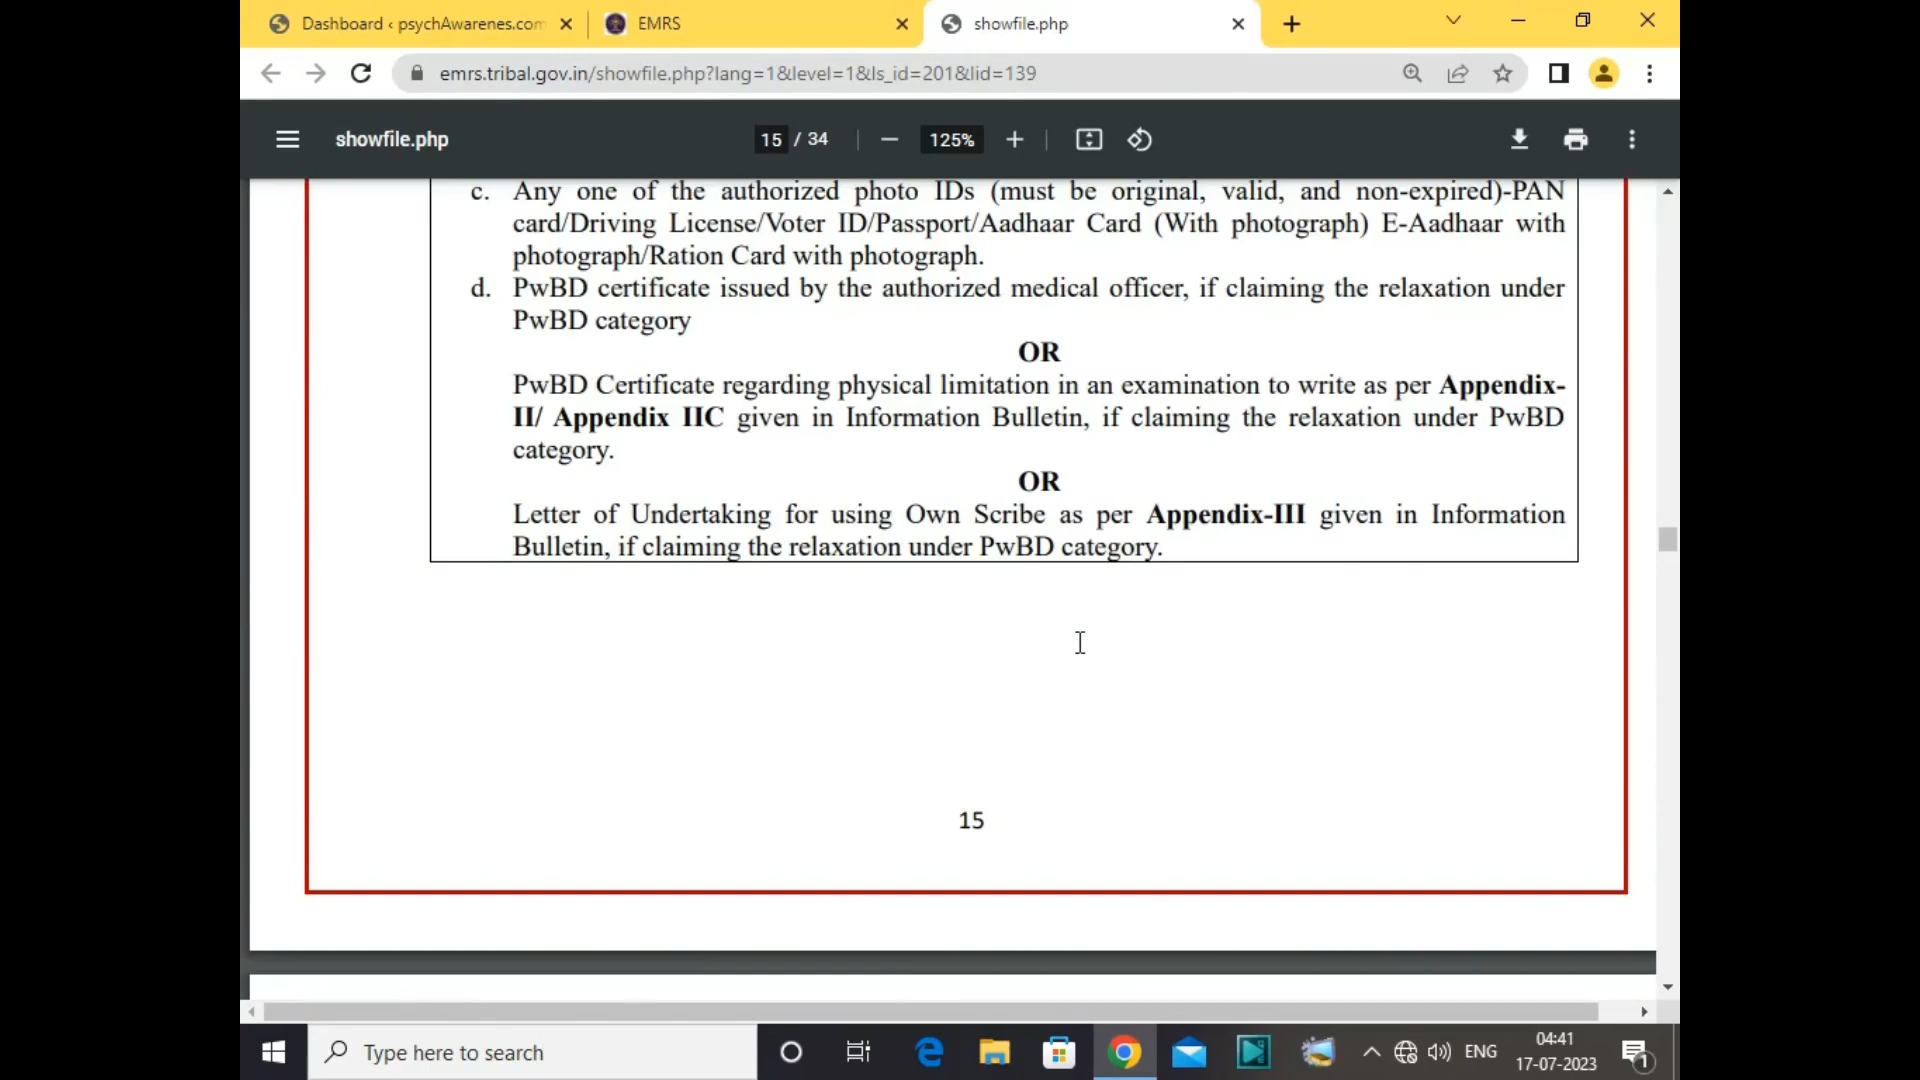 Dashboard ‹ psychAwarenes.com
EMRS
showfile.php
emrs.tribal.gov.in/showfile.php?lang=1&level=1&ls_id=201&lid=139
showfile.php
15 / 34
125%
c. Any one of the authorized photo IDs (must be original, valid, and non-expired)-PAN
card/Driving License/Voter ID/Passport/Aadhaar Card (With photograph) E-Aadhaar with
photograph/Ration Card with photograph.
d. PwBD certificate issued by the authorized medical officer, if claiming the relaxation under
PwBD category
OR
PwBD Certificate regarding physical limitation in an examination to write as per Appendix-
II/ Appendix IIC given in Information Bulletin, if claiming the relaxation under PwBD
category.
OR
Letter of Undertaking for using Own Scribe as per Appendix-III given in Information
Bulletin, if claiming the relaxation under PwBD category.
15
Type here to search
ENG
04:41
17-07-2023
1